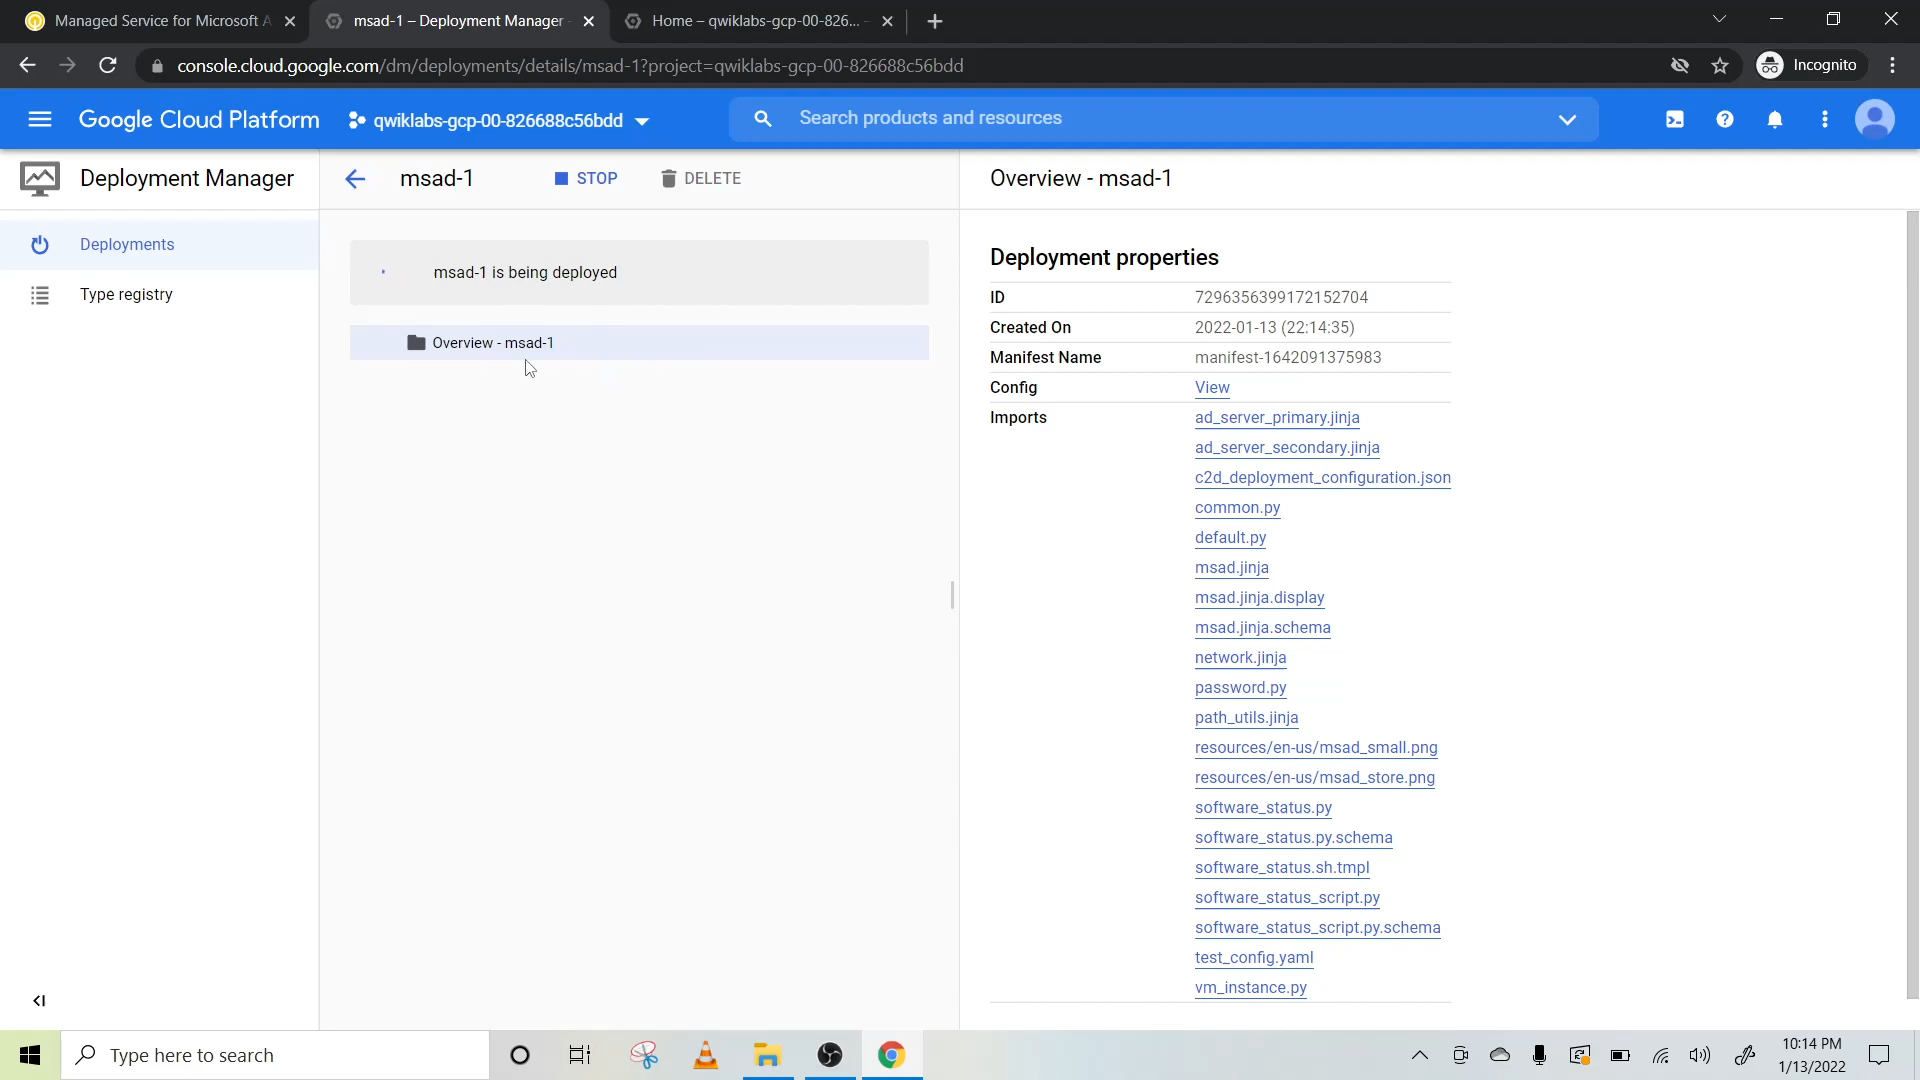 Managed Service for Microsoft A
msad-1 – Deployment Manager
Home – qwiklabs-gcp-00-826...
console.cloud.google.com/dm/deployments/details/msad-1?project=qwiklabs-gcp-00-826688c56bdd
Incognito
Google Cloud Platform
qwiklabs-gcp-00-826688c56bdd
Search products and resources
Deployment Manager
msad-1
STOP
DELETE
Overview - msad-1
Deployments
Type registry
msad-1 is being deployed
Overview - msad-1
Deployment properties
ID 7296356399172152704
Created On 2022-01-13 (22:14:35)
Manifest Name manifest-1642091375983
Config View
Imports ad_server_primary.jinja
ad_server_secondary.jinja
c2d_deployment_configuration.json
common.py
default.py
msad.jinja
msad.jinja.display
msad.jinja.schema
network.jinja
password.py
path_utils.jinja
resources/en-us/msad_small.png
resources/en-us/msad_store.png
software_status.py
software_status.py.schema
software_status.sh.tmpl
software_status_script.py
software_status_script.py.schema
test_config.yaml
vm_instance.py
Type here to search
10:14 PM
1/13/2022